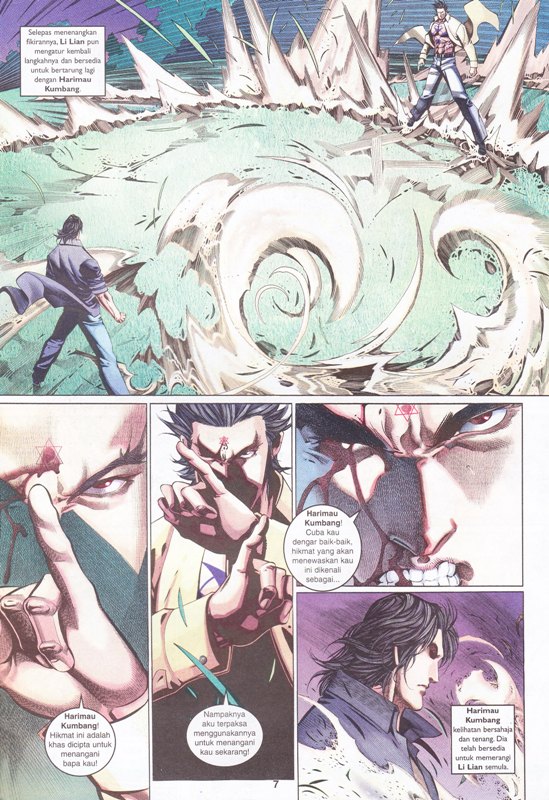 Selepas menenangkan
fikirannya, Li Lian pun
mengatur kembali
langkahnya dan bersedia
untuk bertarung lagi
dengan Harimau
Kumbang.
Harimau
Kumbang!
Hikmat ini adalah
khas dicipta untuk
menangani
bapa kau!
Nampaknya
aku terpaksa
menggunakannya
untuk menangani
kau sekarang!
Harimau
Kumbang!
Cuba kau
dengar baik-baik,
hikmat yang akan
menewaskan kau
ini dikenali
sebagai...
Harimau
Kumbang
kelihatan bersahaja
dan tenang. Dia
telah bersedia
untuk memerangi
Li Lian semula.
7